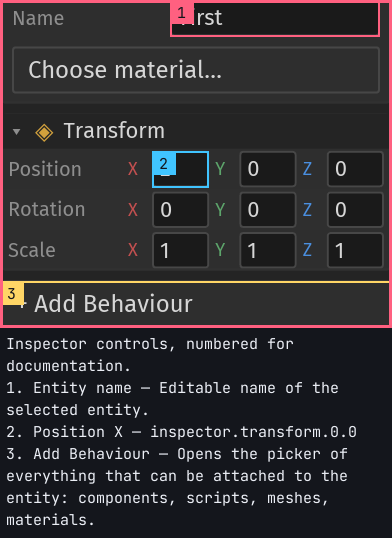 Name
1
rst
Choose material...
Transform
Position X 2 Y 0 Z 0
Rotation X 0 Y 0 Z 0
Scale X 1 Y 1 Z 1
3
Add Behaviour
Inspector controls, numbered for
documentation.
1. Entity name — Editable name of the
selected entity.
2. Position X — inspector.transform.0.0
3. Add Behaviour — Opens the picker of
everything that can be attached to the
entity: components, scripts, meshes,
materials.